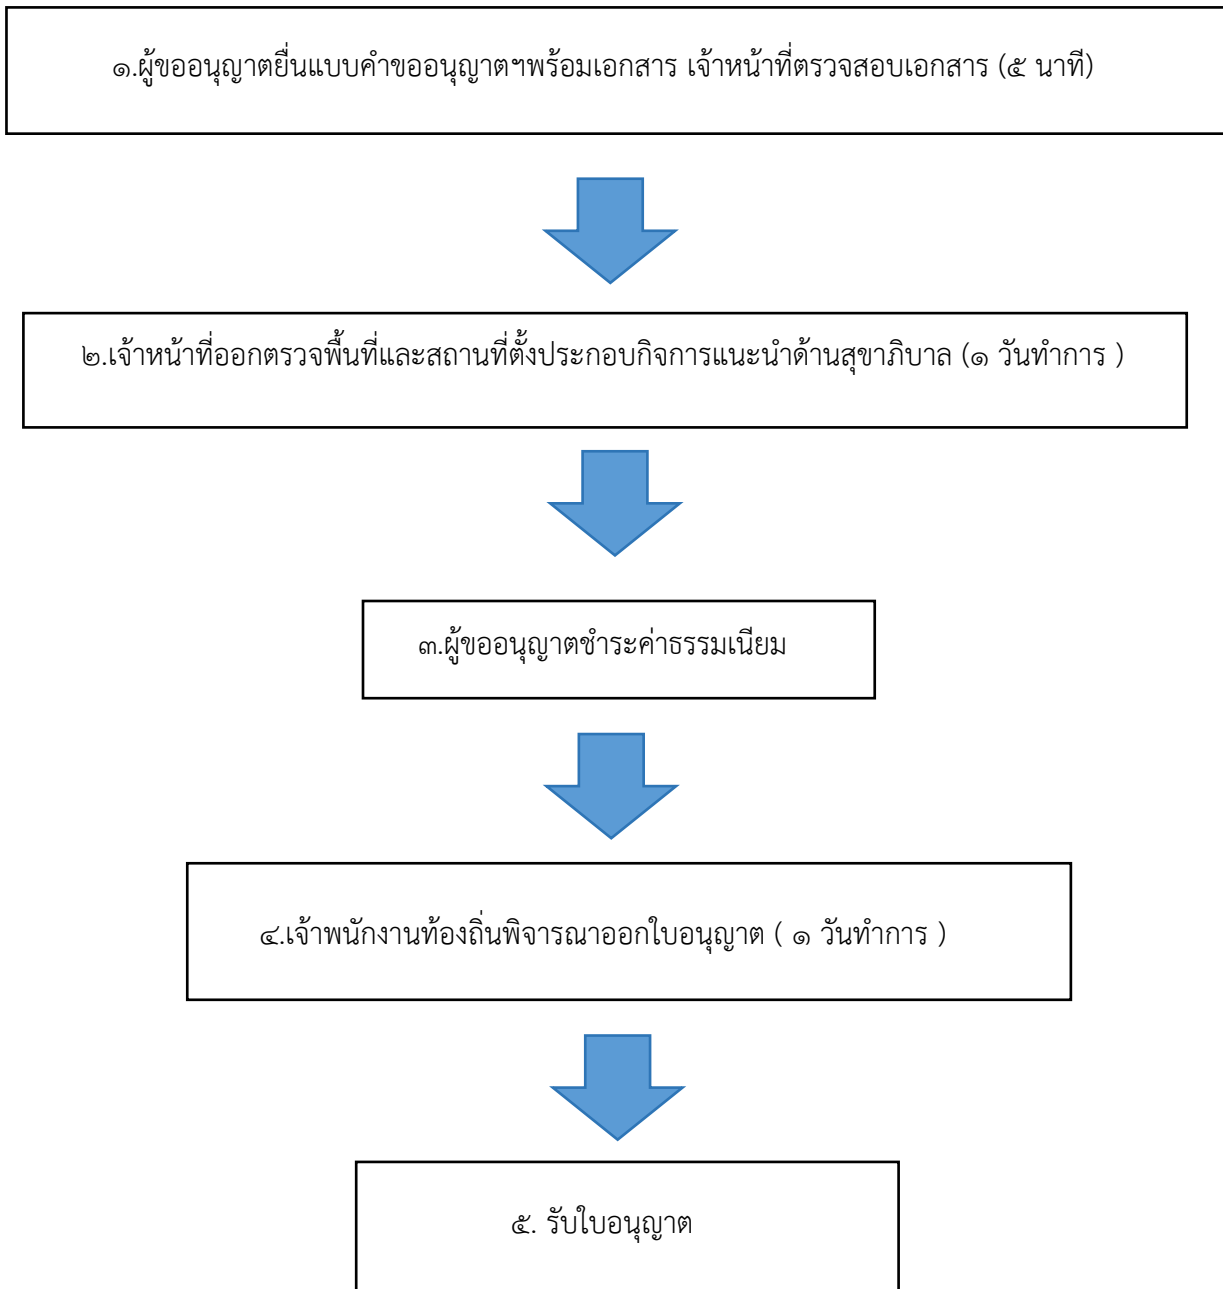 ๑.ผู้ขออนุญาตยื่นแบบคำขออนุญาตฯพร้อมเอกสาร เจ้าหน้าที่ตรวจสอบเอกสาร (๕ นาที)
๒.เจ้าหน้าที่ออกตรวจพื้นที่และสถานที่ตั้งประกอบกิจการแนะนำด้านสุขาภิบาล (๑ วันทำการ )
๓.ผู้ขออนุญาตชำระค่าธรรมเนียม
๔.เจ้าพนักงานท้องถิ่นพิจารณาออกใบอนุญาต ( ๑ วันทำการ )
๕. รับใบอนุญาต